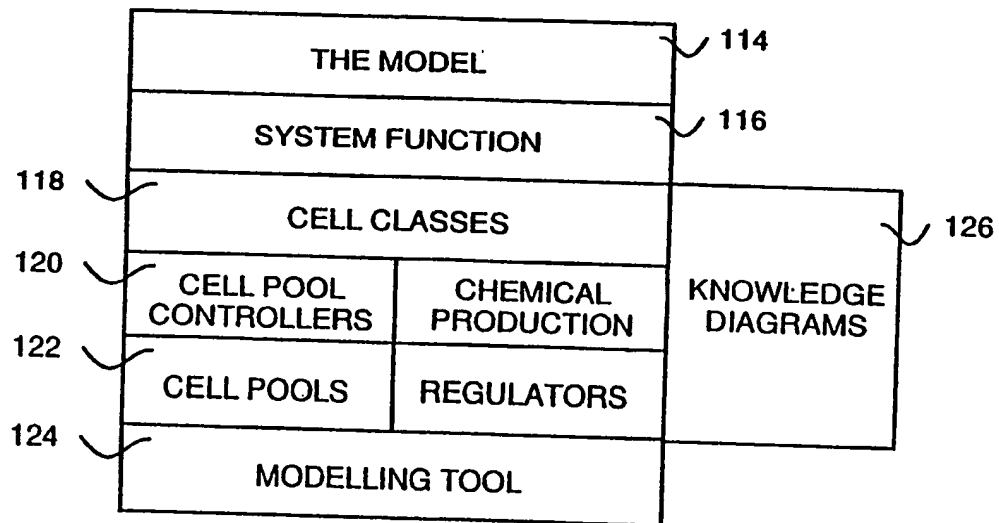 THE MODEL
114
SYSTEM FUNCTION
116
118
CELL CLASSES
126
120
CELL POOL
CONTROLLERS
CHEMICAL
PRODUCTION
KNOWLEDGE
DIAGRAMS
122
CELL POOLS
REGULATORS
124
MODELLING TOOL